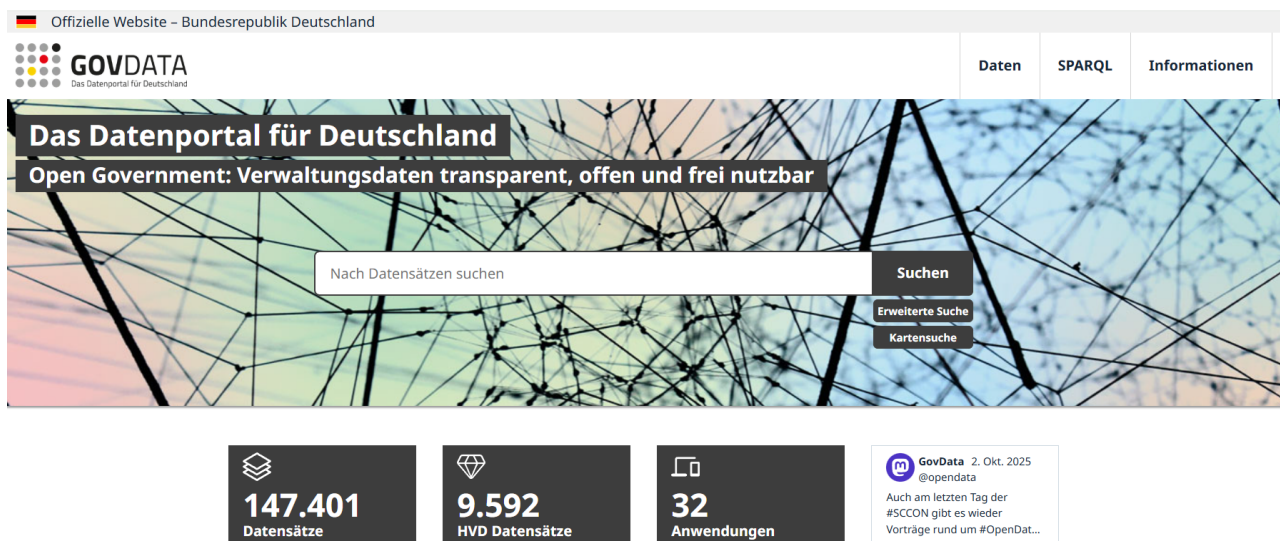 Offizielle Website – Bundesrepublik Deutschland
GOVDATA
Das Datenportal für Deutschland
Daten
SPARQL
Informationen
Das Datenportal für Deutschland
Open Government: Verwaltungsdaten transparent, offen und frei nutzbar
Nach Datensätzen suchen
Suchen
Erweiterte Suche
Kartensuche
147.401
Datensätze
9.592
HVD Datensätze
32
Anwendungen
GovData 2. Okt. 2025
@opendata
Auch am letzten Tag der
#SCCON gibt es wieder
Vorträge rund um #OpenDat...